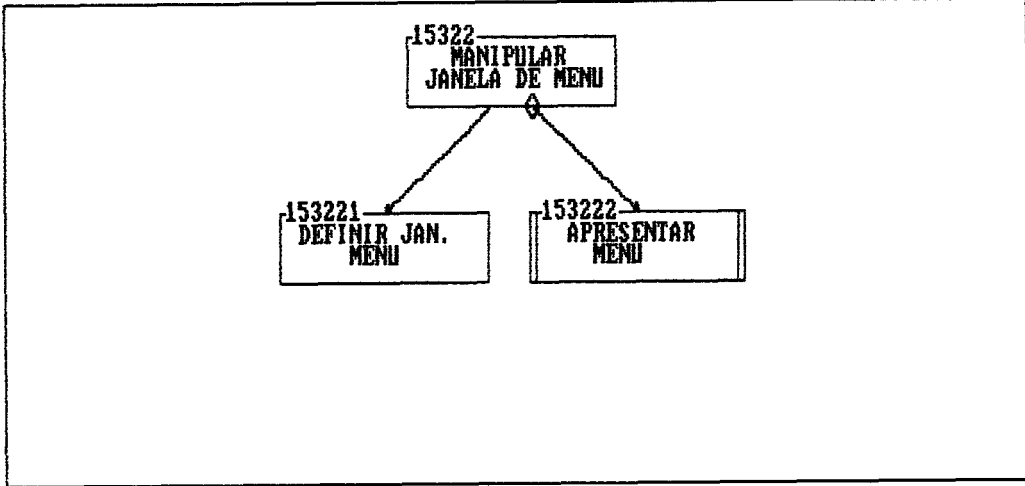 15322
MANIPULAR
JANELA DE MENU
153221
DEFINIR JAN.
MENU
153222
APRESENTAR
MENU